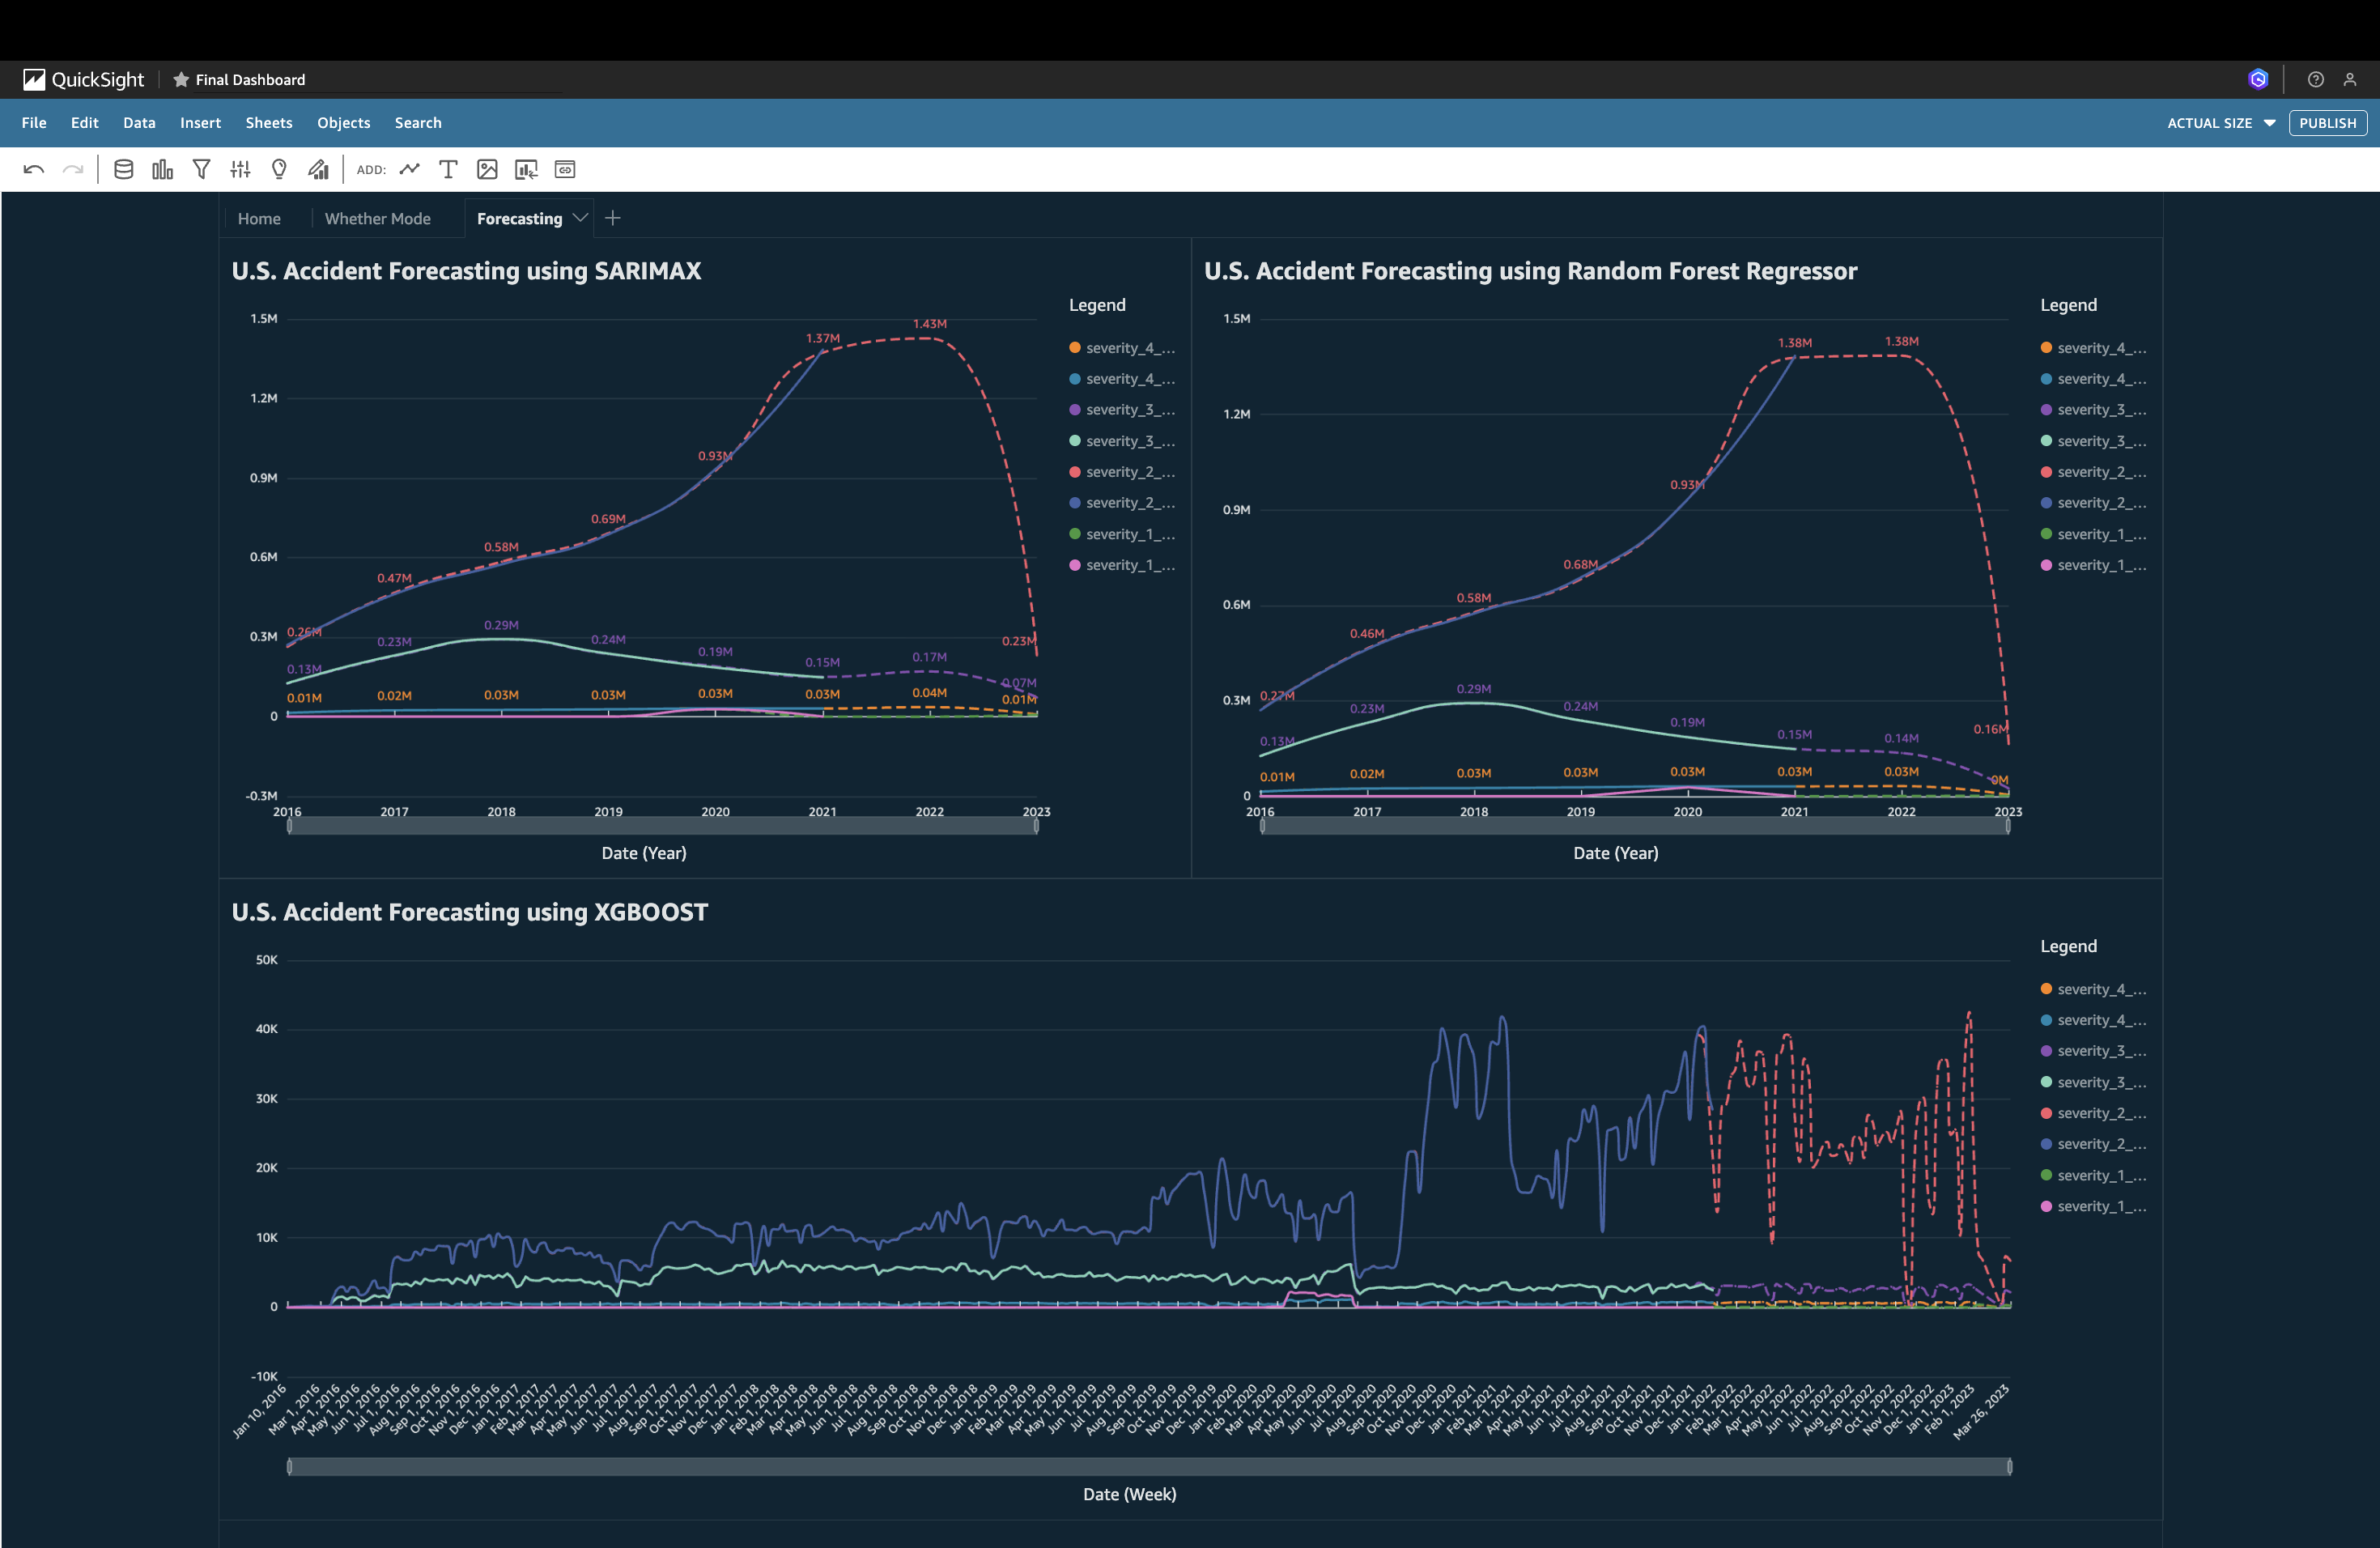 QuickSight
Final Dashboard
File Edit Data Insert Sheets Objects Search
ACTUAL SIZE PUBLISH
ADD:
Home Whether Mode Forecasting
U.S. Accident Forecasting using SARIMAX
Legend
severity_4_...
severity_4_...
severity_3_...
severity_3_...
severity_2_...
severity_2_...
severity_1_...
severity_1_...
1.5M
1.2M
0.9M
0.6M
0.3M
0
-0.3M
0.26M 0.47M 0.58M 0.69M 0.93M 1.37M 1.43M 0.23M
0.13M 0.23M 0.29M 0.24M 0.19M 0.15M 0.17M 0.07M
0.01M 0.02M 0.03M 0.03M 0.03M 0.03M 0.04M 0.01M
2016 2017 2018 2019 2020 2021 2022 2023
Date (Year)
U.S. Accident Forecasting using Random Forest Regressor
Legend
severity_4_...
severity_4_...
severity_3_...
severity_3_...
severity_2_...
severity_2_...
severity_1_...
severity_1_...
1.5M
1.2M
0.9M
0.6M
0.3M
0
0.27M 0.46M 0.58M 0.68M 0.93M 1.38M 1.38M 0.16M
0.13M 0.23M 0.29M 0.24M 0.19M 0.15M 0.14M
0.01M 0.02M 0.03M 0.03M 0.03M 0.03M 0.03M 0M
2016 2017 2018 2019 2020 2021 2022 2023
Date (Year)
U.S. Accident Forecasting using XGBOOST
Legend
severity_4_...
severity_4_...
severity_3_...
severity_3_...
severity_2_...
severity_2_...
severity_1_...
severity_1_...
50K
40K
30K
20K
10K
0
-10K
Jan 10, 2016
Mar 1, 2016
Apr 1, 2016
May 1, 2016
Jun 1, 2016
Jul 1, 2016
Aug 1, 2016
Sep 1, 2016
Oct 1, 2016
Nov 1, 2016
Dec 1, 2016
Jan 1, 2017
Feb 1, 2017
Mar 1, 2017
Apr 1, 2017
May 1, 2017
Jun 1, 2017
Jul 1, 2017
Aug 1, 2017
Sep 1, 2017
Oct 1, 2017
Nov 1, 2017
Dec 1, 2017
Jan 1, 2018
Feb 1, 2018
Mar 1, 2018
Apr 1, 2018
May 1, 2018
Jun 1, 2018
Jul 1, 2018
Aug 1, 2018
Sep 1, 2018
Oct 1, 2018
Nov 1, 2018
Dec 1, 2018
Jan 1, 2019
Feb 1, 2019
Mar 1, 2019
Apr 1, 2019
May 1, 2019
Jun 1, 2019
Jul 1, 2019
Aug 1, 2019
Sep 1, 2019
Oct 1, 2019
Nov 1, 2019
Dec 1, 2019
Jan 1, 2020
Feb 1, 2020
Mar 1, 2020
Apr 1, 2020
May 1, 2020
Jun 1, 2020
Jul 1, 2020
Aug 1, 2020
Sep 1, 2020
Oct 1, 2020
Nov 1, 2020
Dec 1, 2020
Jan 1, 2021
Feb 1, 2021
Mar 1, 2021
Apr 1, 2021
May 1, 2021
Jun 1, 2021
Jul 1, 2021
Aug 1, 2021
Sep 1, 2021
Oct 1, 2021
Nov 1, 2021
Dec 1, 2021
Jan 1, 2022
Feb 1, 2022
Mar 1, 2022
Apr 1, 2022
May 1, 2022
Jun 1, 2022
Jul 1, 2022
Aug 1, 2022
Sep 1, 2022
Oct 1, 2022
Nov 1, 2022
Dec 1, 2022
Jan 1, 2023
Feb 1, 2023
Mar 26, 2023
Date (Week)